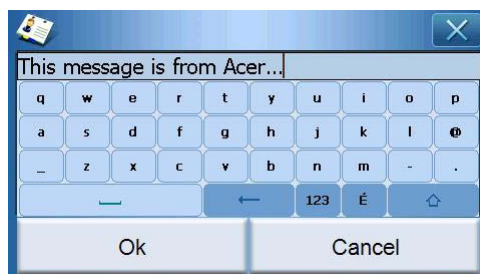 This message is from Acer...
q w e r t y u i o p
a s d f g h j k l @
_ z x c v b n m - .
123 É
Ok Cancel